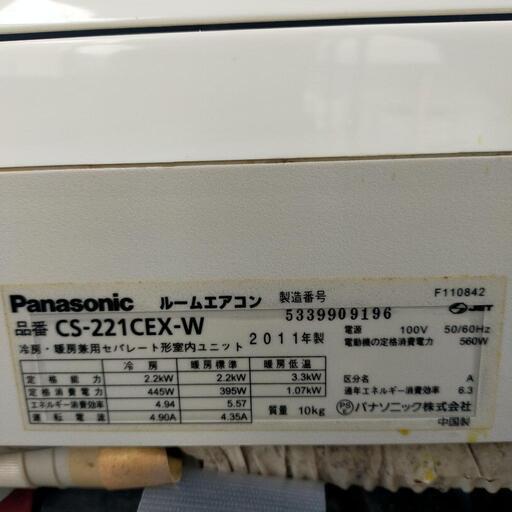 F110842
Panasonic ルームエアコン 製造番号 5339909196
JET
品番 CS-221CEX-W 2011年製
電源 100V 50/60Hz
冷房・暖房兼用セパレート形室内ユニット
電動機の定格消費電力 560W
冷房 暖房標準 暖房低温
定格能力 2.2kW 2.2kW 3.3kW
定格消費電力 445W 395W 1.07kW
エネルギー消費効率 4.94 5.57
運転電流 4.90A 4.35A
質量 10kg
区分名 A
通年エネルギー消費効率 6.3
PS E パナソニック株式会社
中国製